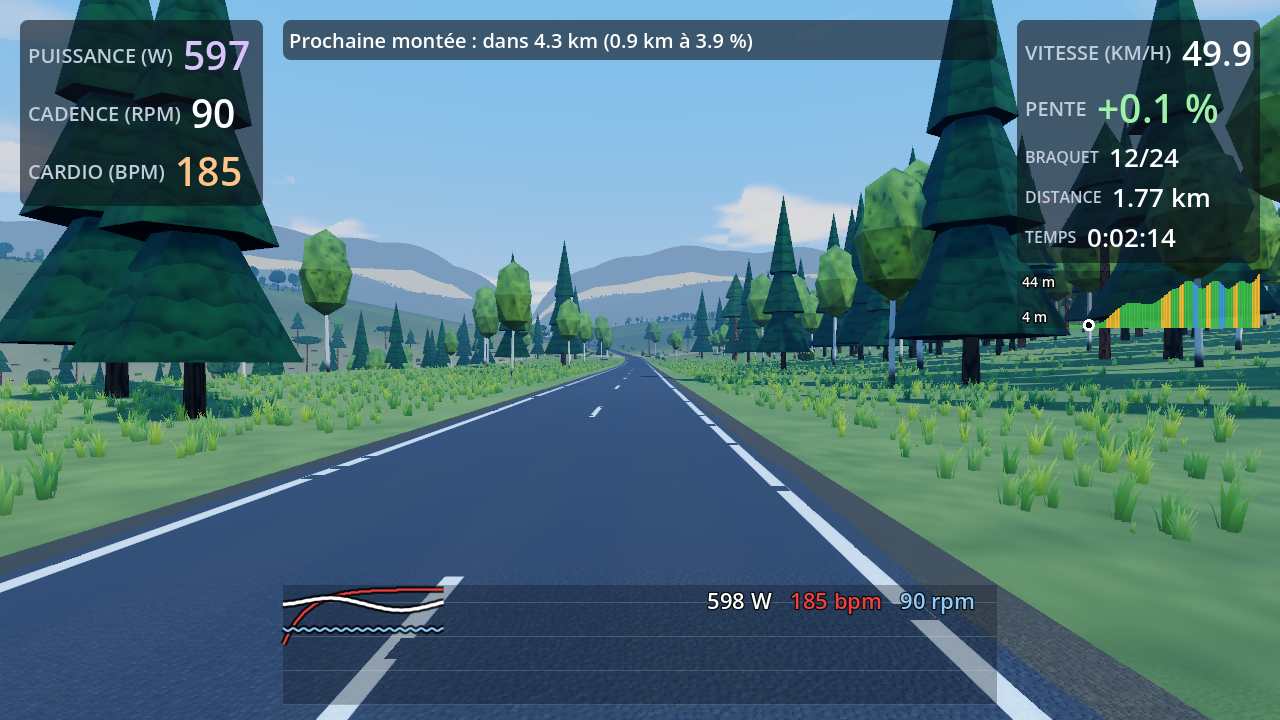 PUISSANCE (W) 597
CADENCE (RPM) 90
CARDIO (BPM) 185
Prochaine montée : dans 4.3 km (0.9 km à 3.9 %)
VITESSE (KM/H) 49.9
PENTE +0.1 %
BRAQUET 12/24
DISTANCE 1.77 km
TEMPS 0:02:14
44 m
4 m
598 W 185 bpm 90 rpm